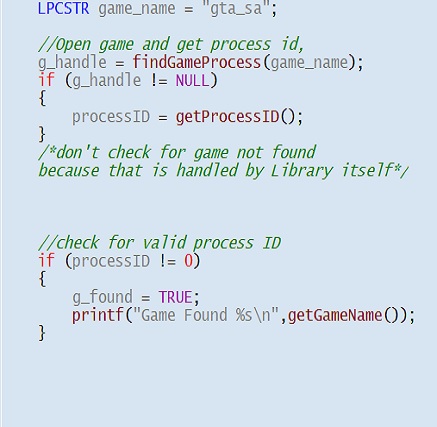 LPCSTR game_name = "gta_sa";
//Open game and get process id,
g_handle = findGameProcess(game_name);
if (g_handle != NULL)
{
processID = getProcessID();
}
/*don't check for game not found
because that is handled by Library itself*/
//check for valid process ID
if (processID != 0)
{
g_found = TRUE;
printf("Game Found %s\n",getGameName());
}